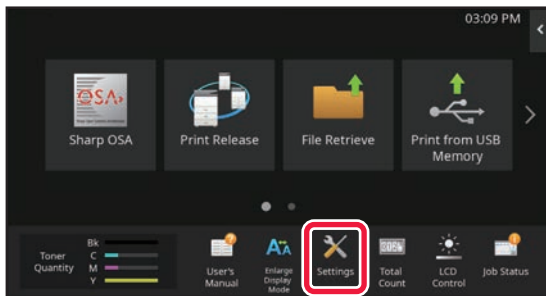 03:09 PM
OSA
Sharp OSA
Print Release
File Retrieve
Print from USB
Memory
Toner
Quantity
Bk
C
M
Y
User's
Manual
Enlarge
Display
Mode
Settings
Total
Count
LCD
Control
Job Status